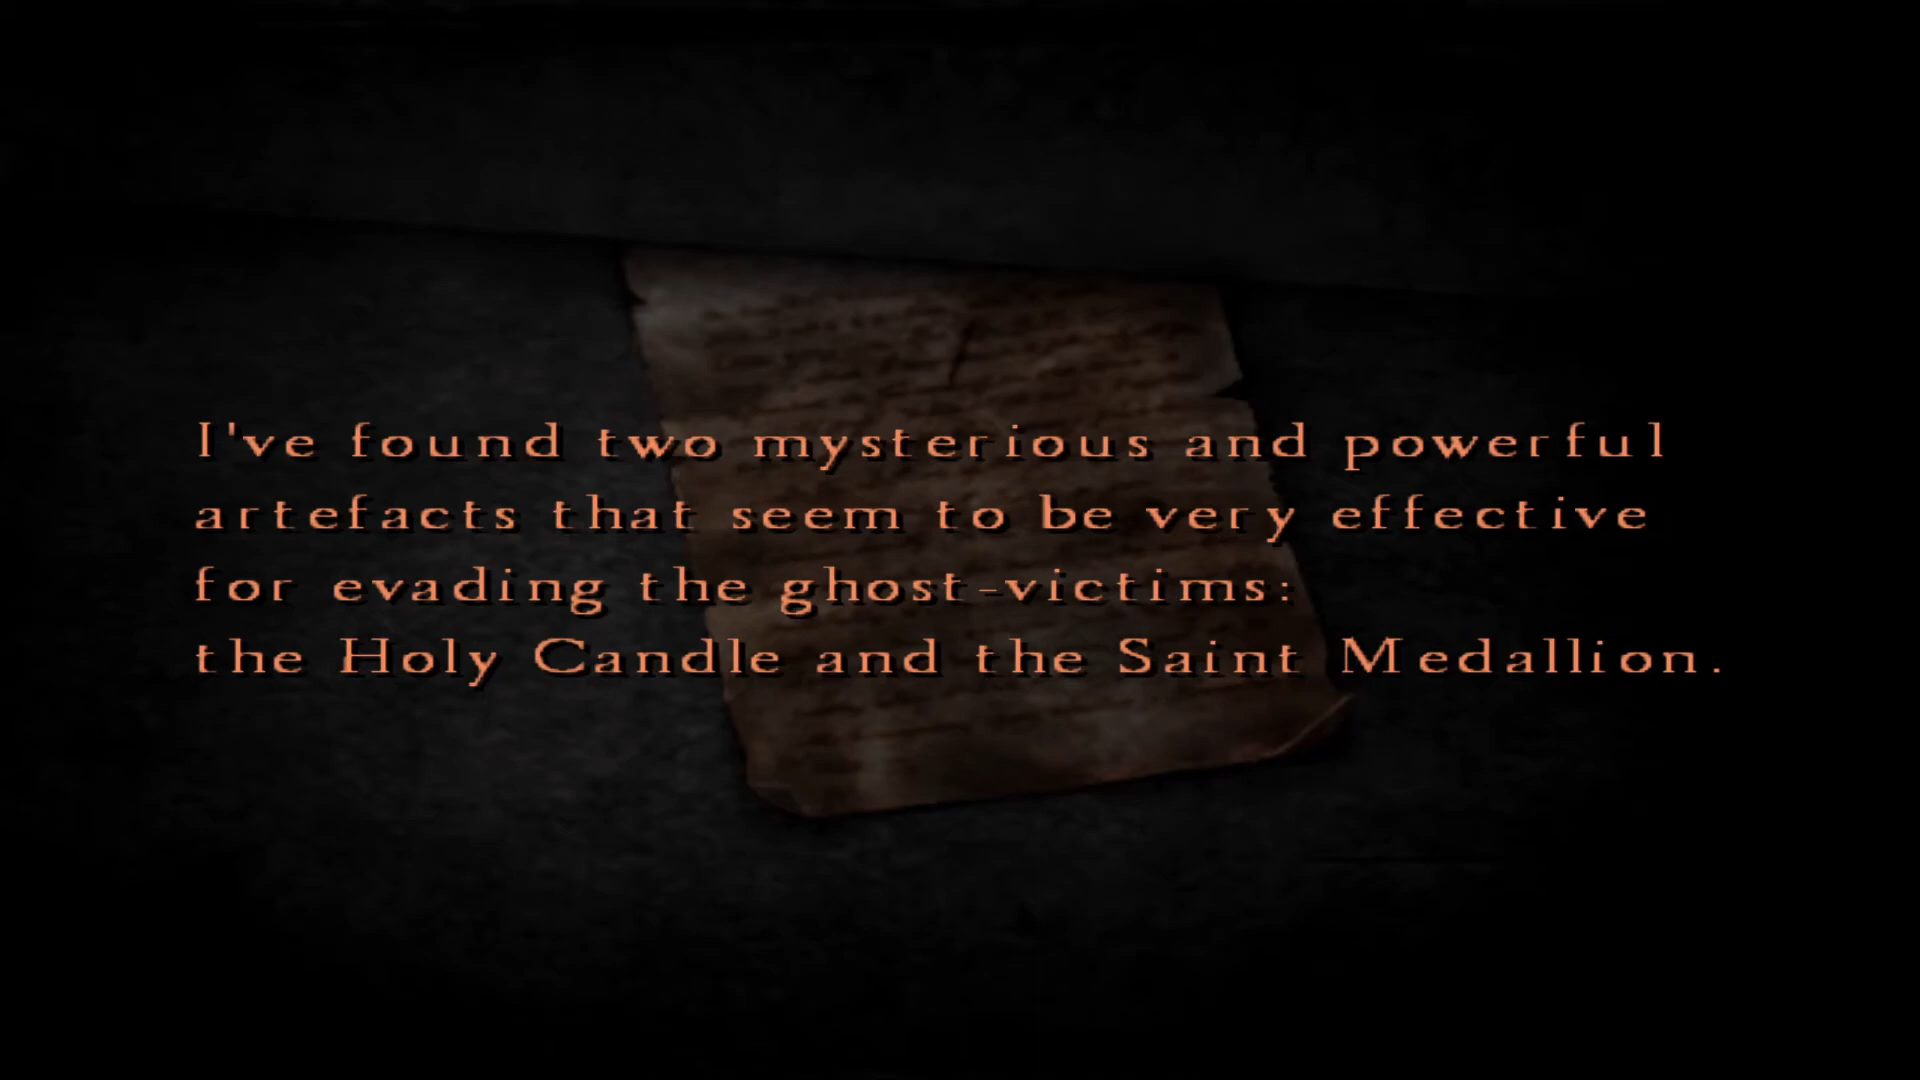 I've found two mysterious and powerful
artefacts that seem to be very effective
for evading the ghost-victims:
the Holy Candle and the Saint Medallion.